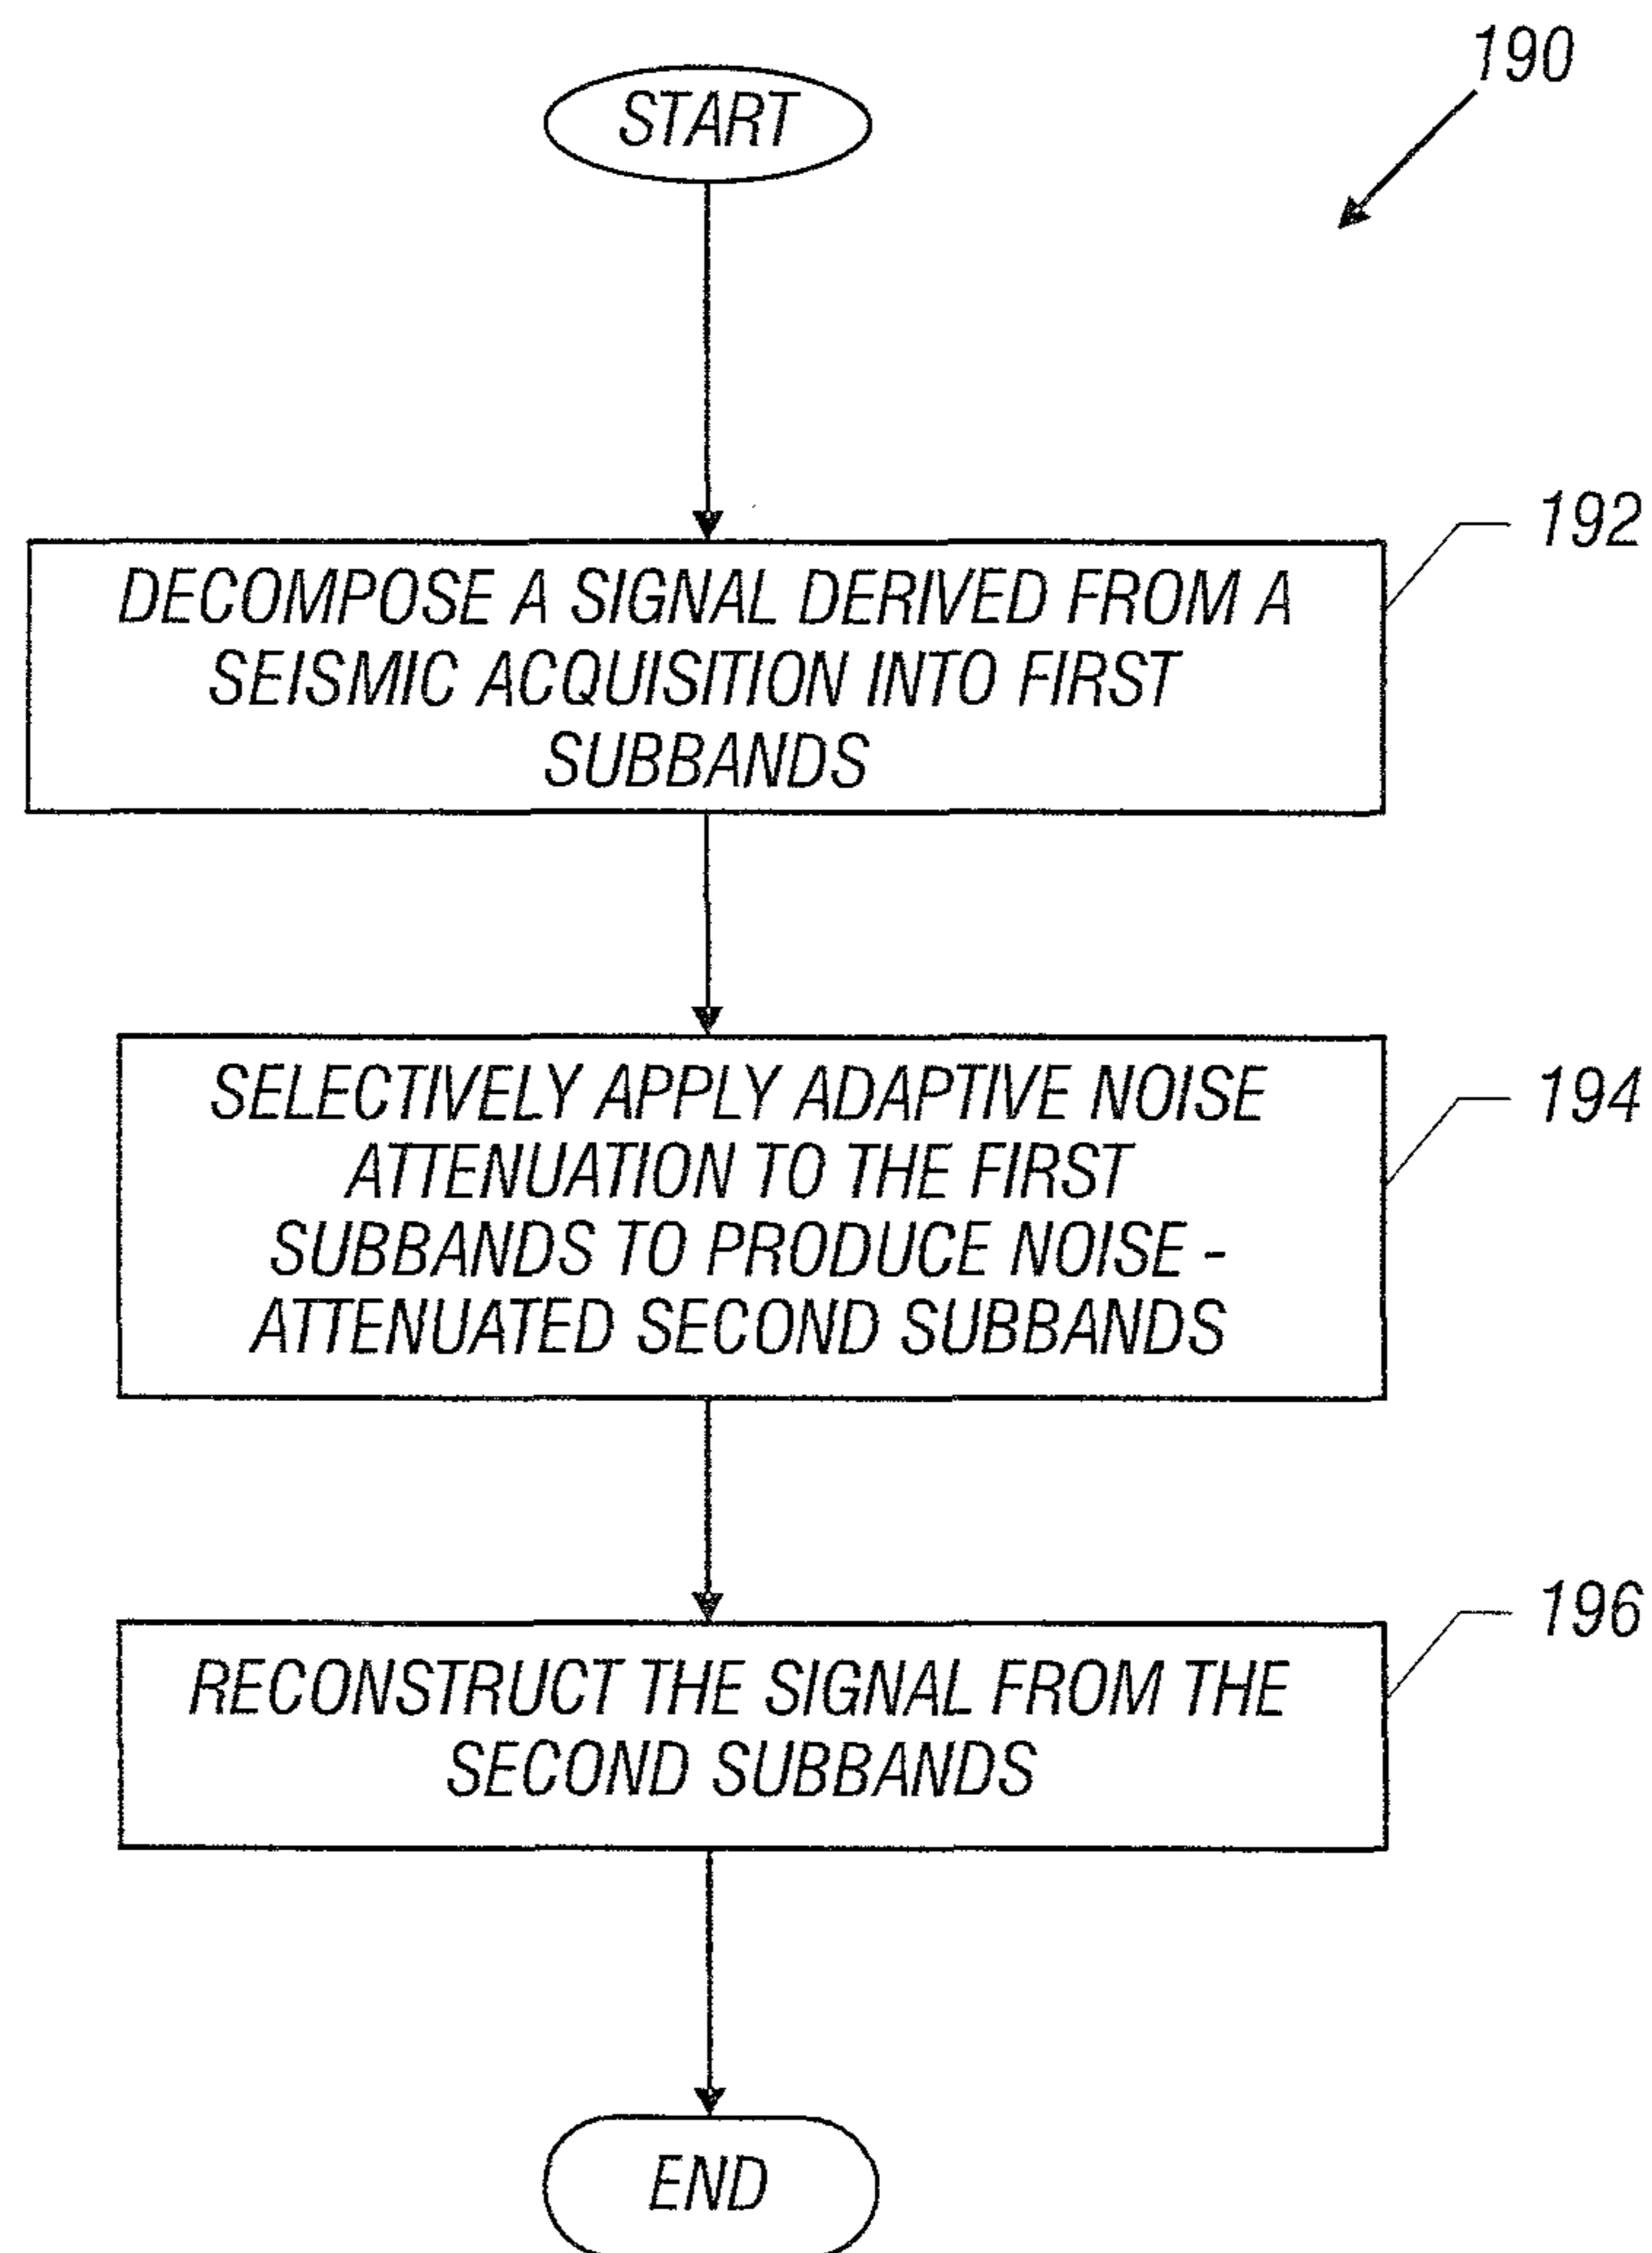 190
START
192
DECOMPOSE A SIGNAL DERIVED FROM A
SEISMIC ACQUISITION INTO FIRST
SUBBANDS
194
SELECTIVELY APPLY ADAPTIVE NOISE
ATTENUATION TO THE FIRST
SUBBANDS TO PRODUCE NOISE -
ATTENUATED SECOND SUBBANDS
196
RECONSTRUCT THE SIGNAL FROM THE
SECOND SUBBANDS
END